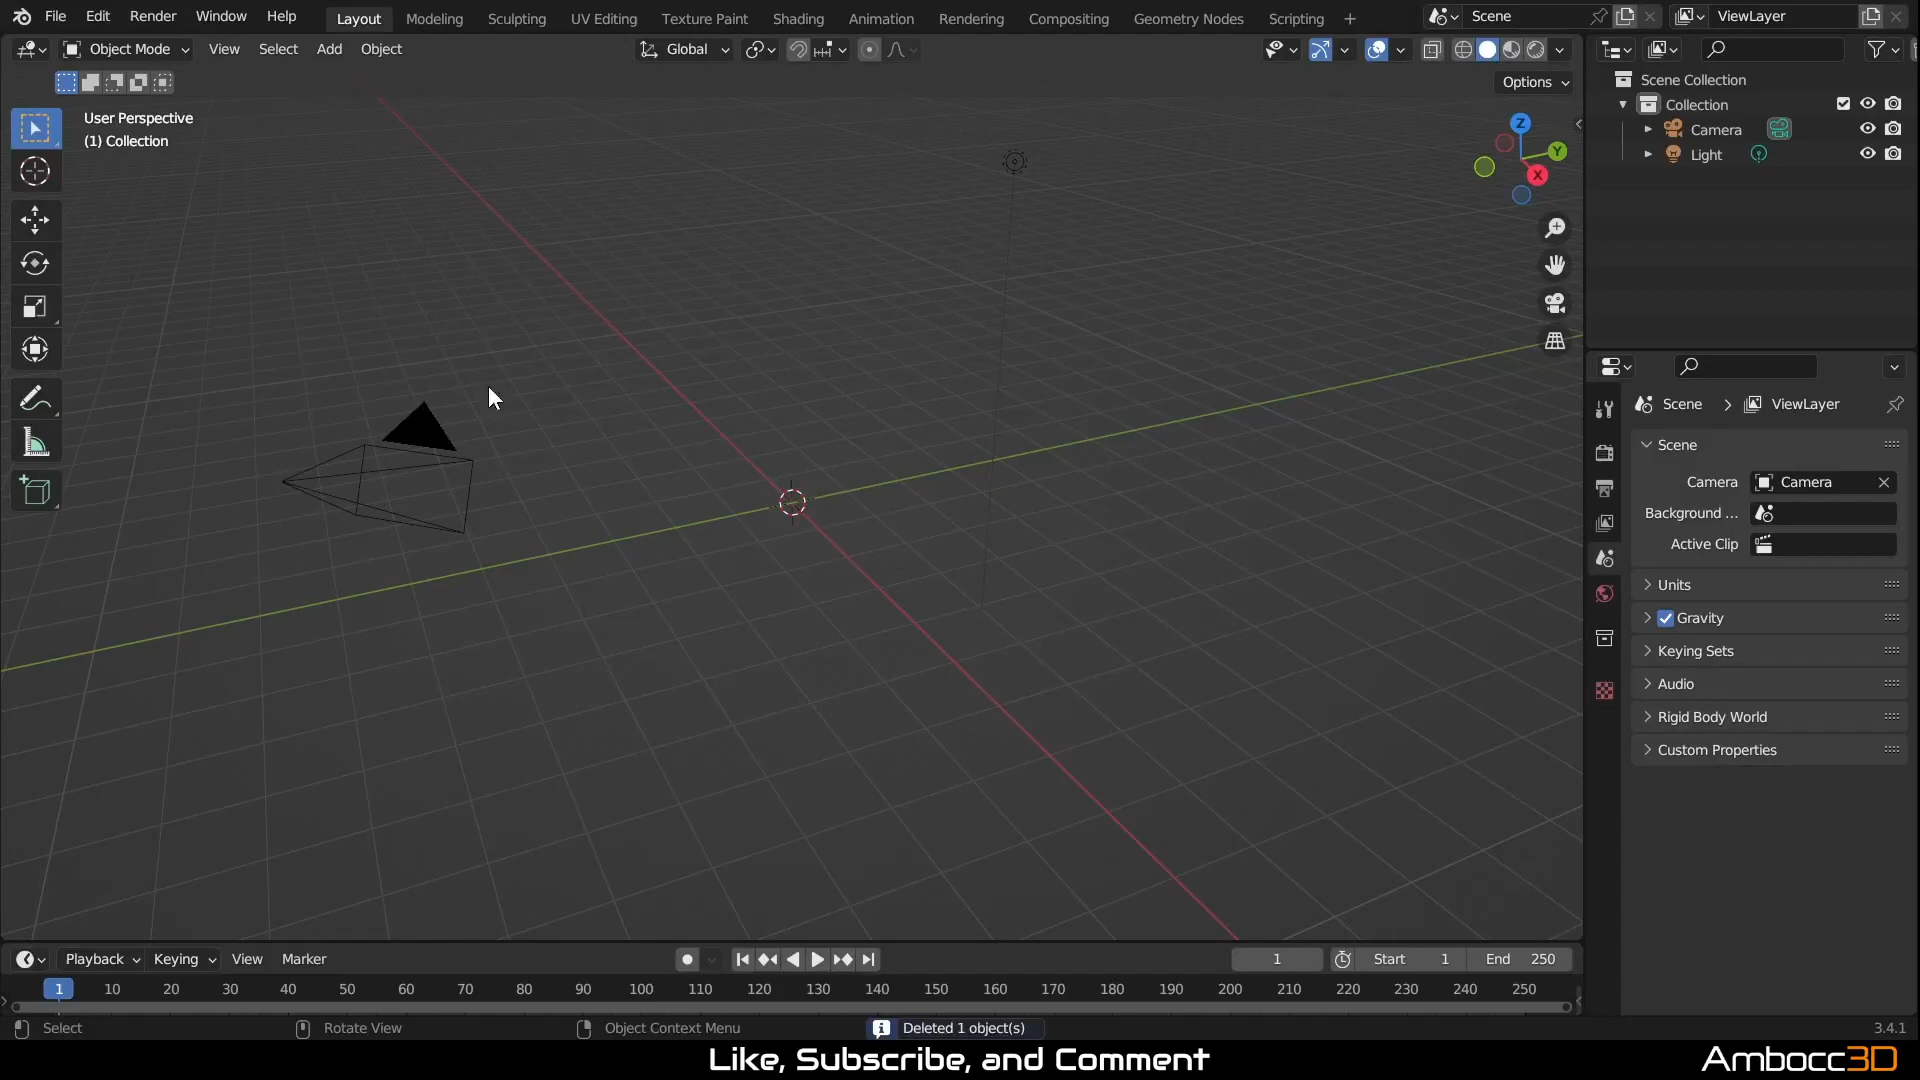 File Edit Render Window Help Layout Modeling Sculpting UV Editing Texture Paint Shading Animation Rendering Compositing Geometry Nodes Scripting Scene ViewLayer
Object Mode View Select Add Object Global
Options
User Perspective
(1) Collection
Z
Y
X
Scene Collection
Collection
Camera
Light
Scene ViewLayer
Scene
Camera Camera
Background ...
Active Clip
Units
Gravity
Keying Sets
Audio
Rigid Body World
Custom Properties
Playback Keying View Marker 1 Start 1 End 250
1 10 20 30 40 50 60 70 80 90 100 110 120 130 140 150 160 170 180 190 200 210 220 230 240 250
Select Rotate View Object Context Menu Deleted 1 object(s) 3.4.1
Like, Subscribe, and Comment
Ambocc3D